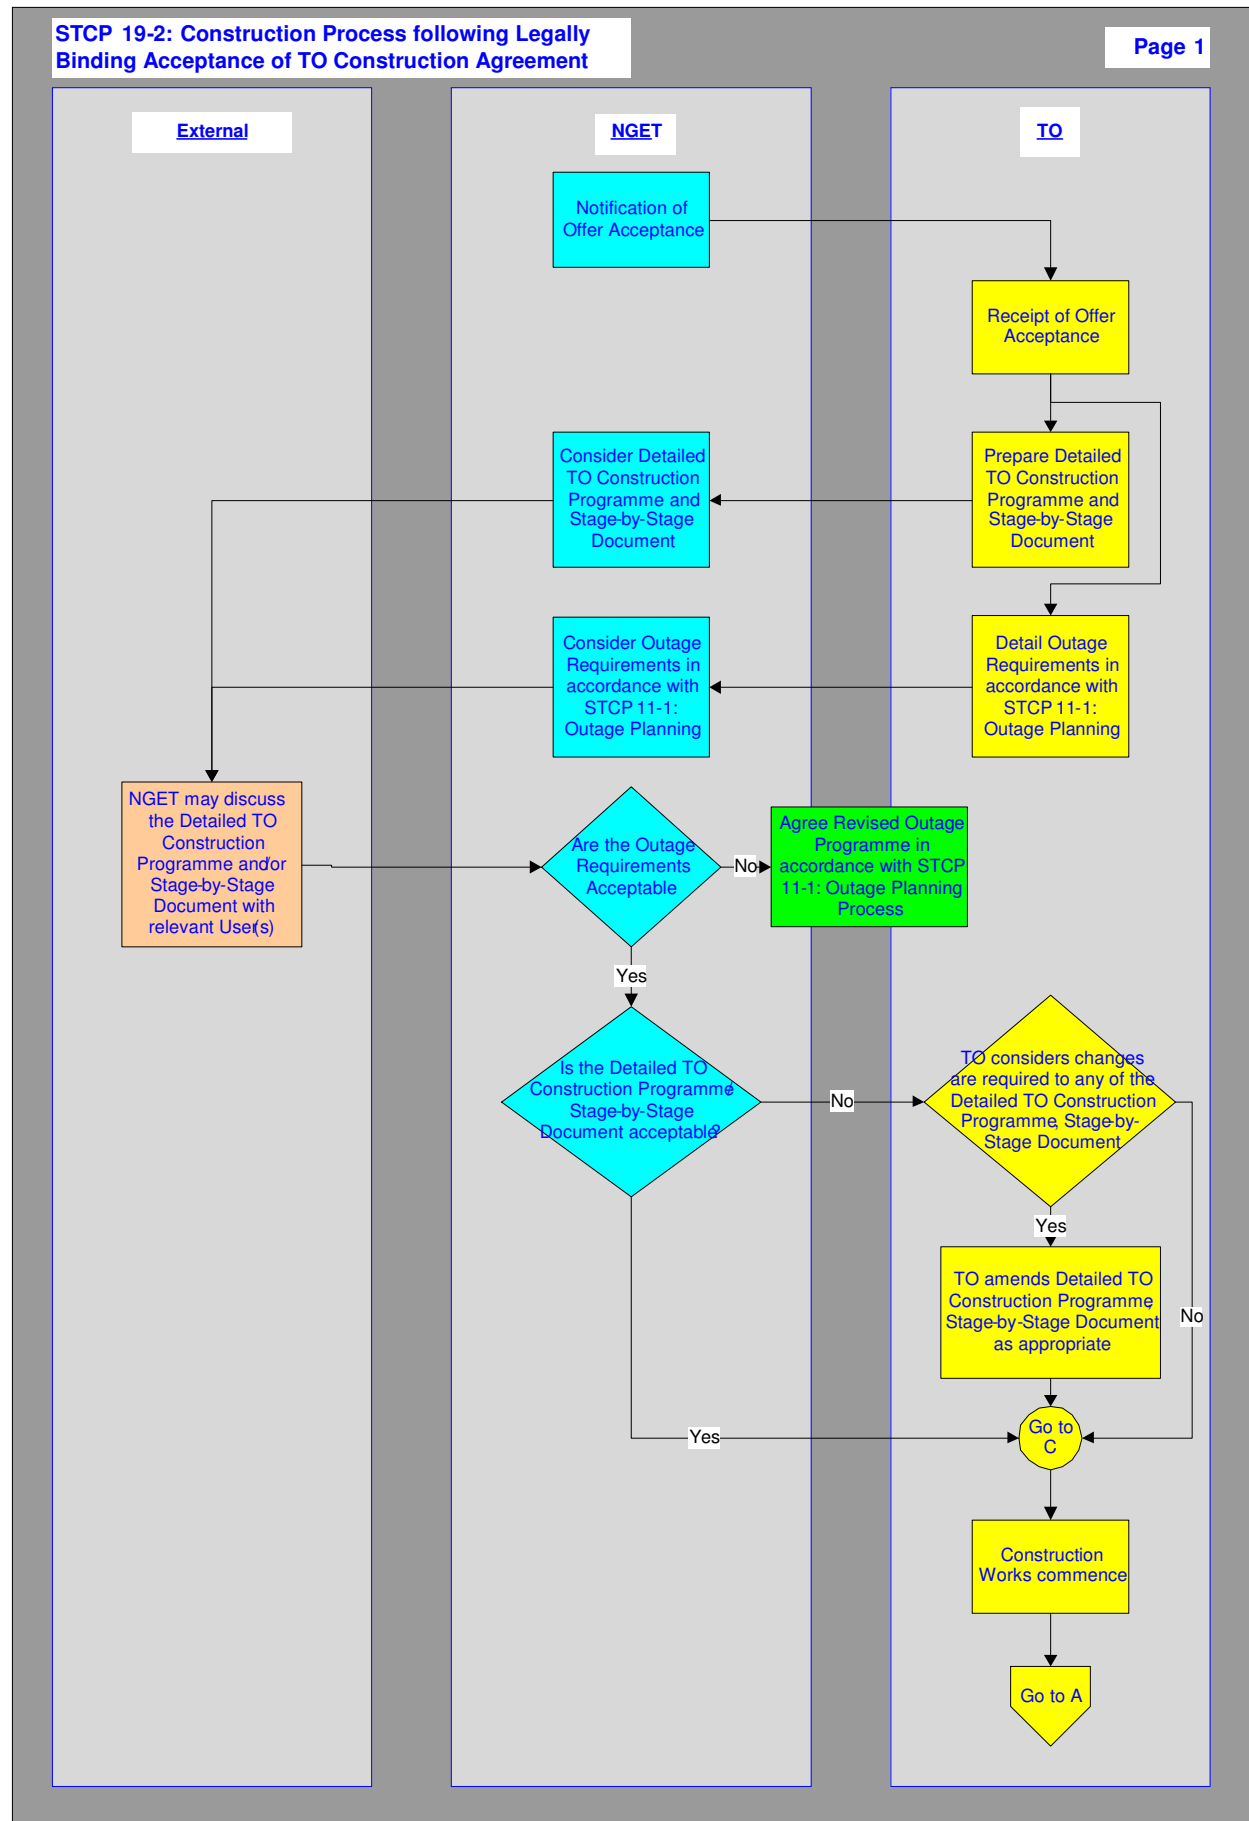 STCP 19-2: Construction Process following Legally
Binding Acceptance of TO Construction Agreement
Page 1
External
NGET
TO
Notification of
Offer Acceptance
Receipt of Offer
Acceptance
Consider Detailed
TO Construction
Programme and
Stage-by-Stage
Document
Prepare Detailed
TO Construction
Programme and
Stage-by-Stage
Document
Consider Outage
Requirements in
accordance with
STCP 11-1:
Outage Planning
Detail Outage
Requirements in
accordance with
STCP 11-1:
Outage Planning
NGET may discuss
the Detailed TO
Construction
Programme and/or
Stage-by-Stage
Document with
relevant User(s)
Are the Outage
Requirements
Acceptable
No
Agree Revised Outage
Programme in
accordance with STCP
11-1: Outage Planning
Process
Yes
Is the Detailed TO
Construction Programme/
Stage-by-Stage
Document acceptable?
No
TO considers changes
are required to any of the
Detailed TO Construction
Programme, Stage-by-
Stage Document
Yes
TO amends Detailed TO
Construction Programme,
Stage-by-Stage Document
as appropriate
No
Yes
Go to
C
Construction
Works commence
Go to A